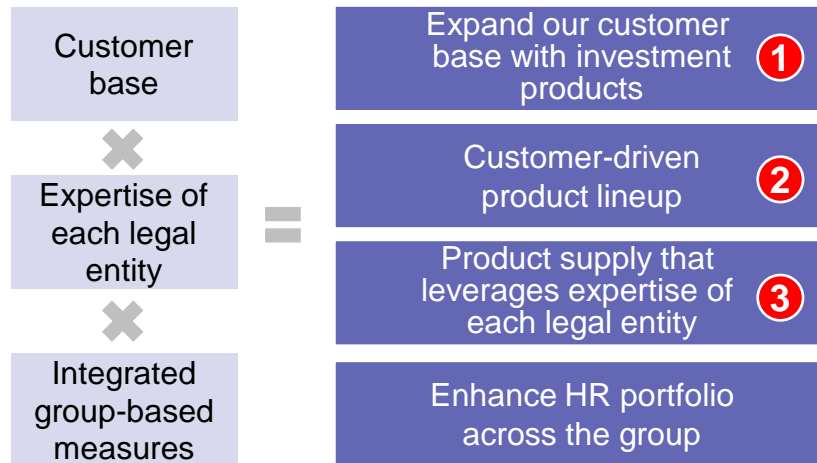 Customer
base
Expertise of
each legal
entity
Integrated
group-based
measures
Expand our customer
base with investment
products
1
Customer-driven
product lineup
2
Product supply that
leverages expertise of
each legal entity
3
Enhance HR portfolio
across the group